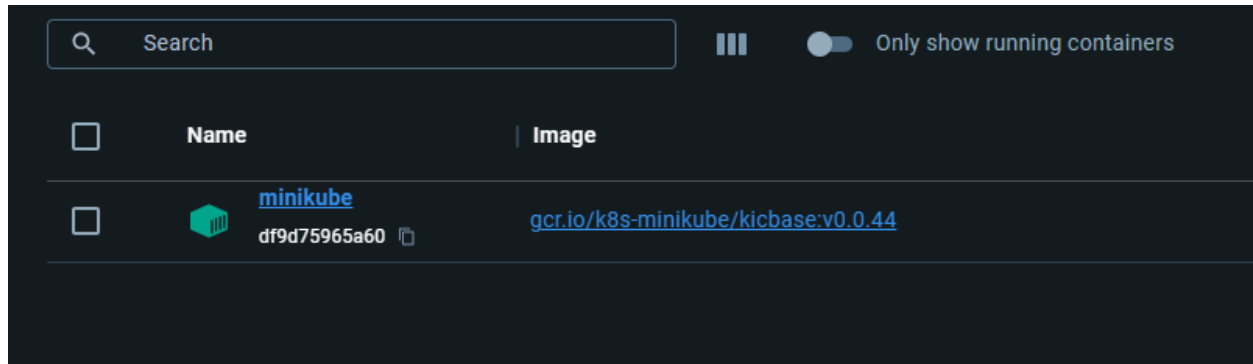 Search
Only show running containers
Name
Image
minikube
df9d75965a60
gcr.io/k8s-minikube/kicbase:v0.0.44